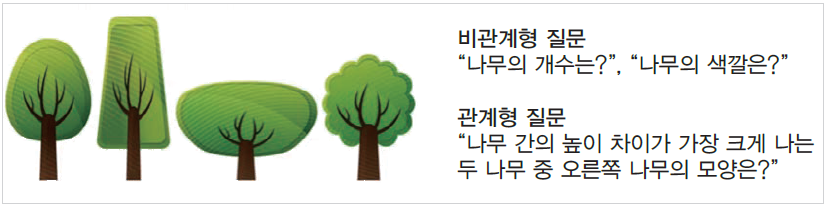 비관계형 질문
“나무의 개수는?”, “나무의 색깔은?”
관계형 질문
“나무 간의 높이 차이가 가장 크게 나는
두 나무 중 오른쪽 나무의 모양은?”